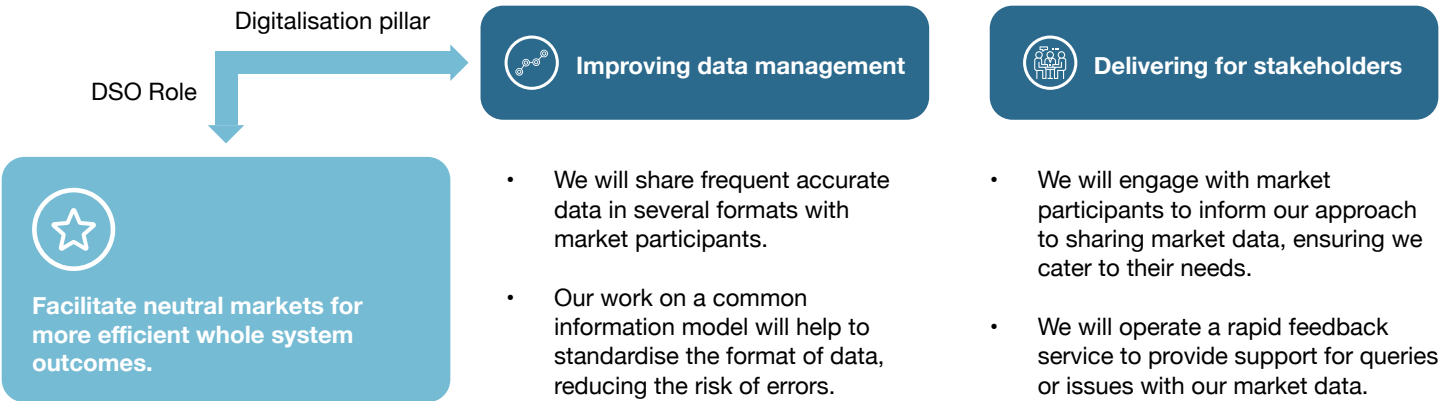 Digitalisation pillar
DSO Role
Improving data management
Delivering for stakeholders
Facilitate neutral markets for
more efficient whole system
outcomes.
• We will share frequent accurate
data in several formats with
market participants.
• Our work on a common
information model will help to
standardise the format of data,
reducing the risk of errors.
• We will engage with market
participants to inform our approach
to sharing market data, ensuring we
cater to their needs.
• We will operate a rapid feedback
service to provide support for queries
or issues with our market data.